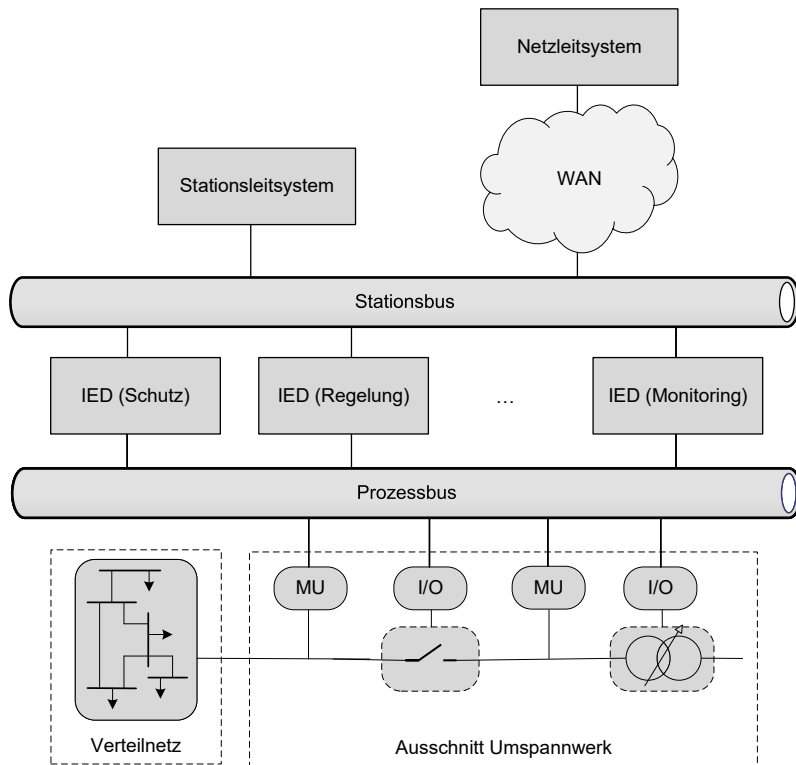 Netzleitsystem
WAN
Stationsleitsystem
Stationsbus
IED (Schutz)
IED (Regelung)
...
IED (Monitoring)
Prozessbus
MU
I/O
MU
I/O
Verteilnetz
Ausschnitt Umspannwerk